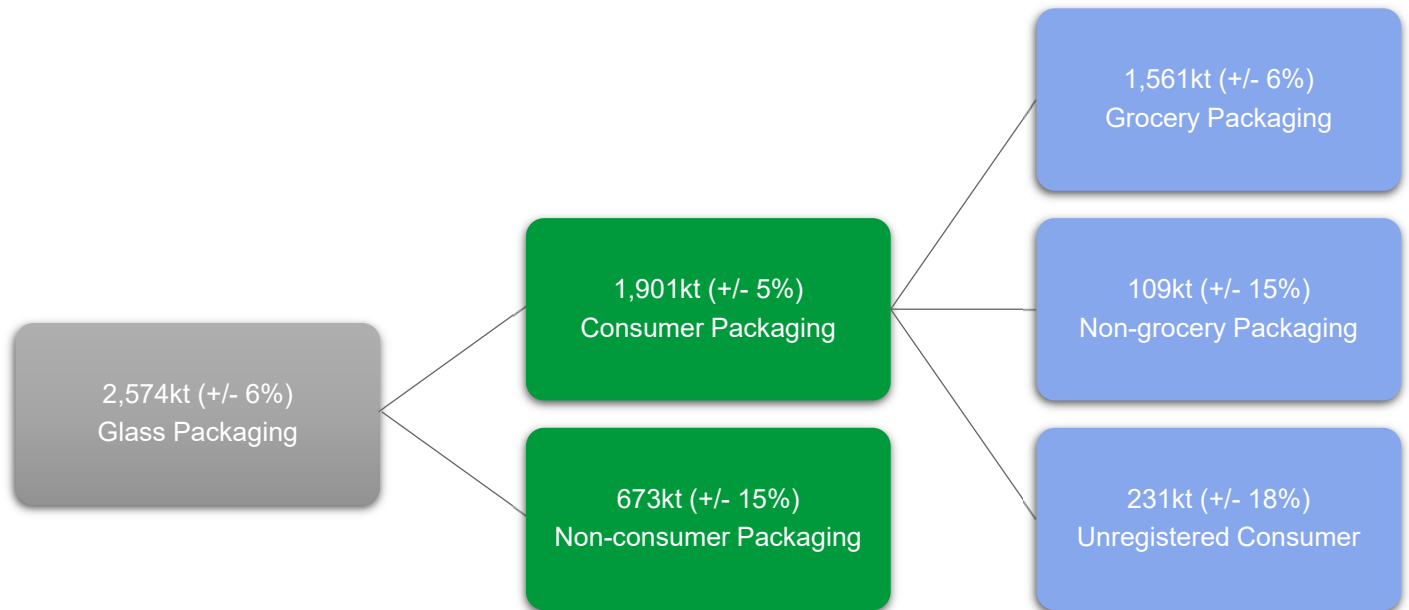 1,561kt (+/- 6%)
Grocery Packaging
1,901kt (+/- 5%)
Consumer Packaging
109kt (+/- 15%)
Non-grocery Packaging
2,574kt (+/- 6%)
Glass Packaging
673kt (+/- 15%)
Non-consumer Packaging
231kt (+/- 18%)
Unregistered Consumer